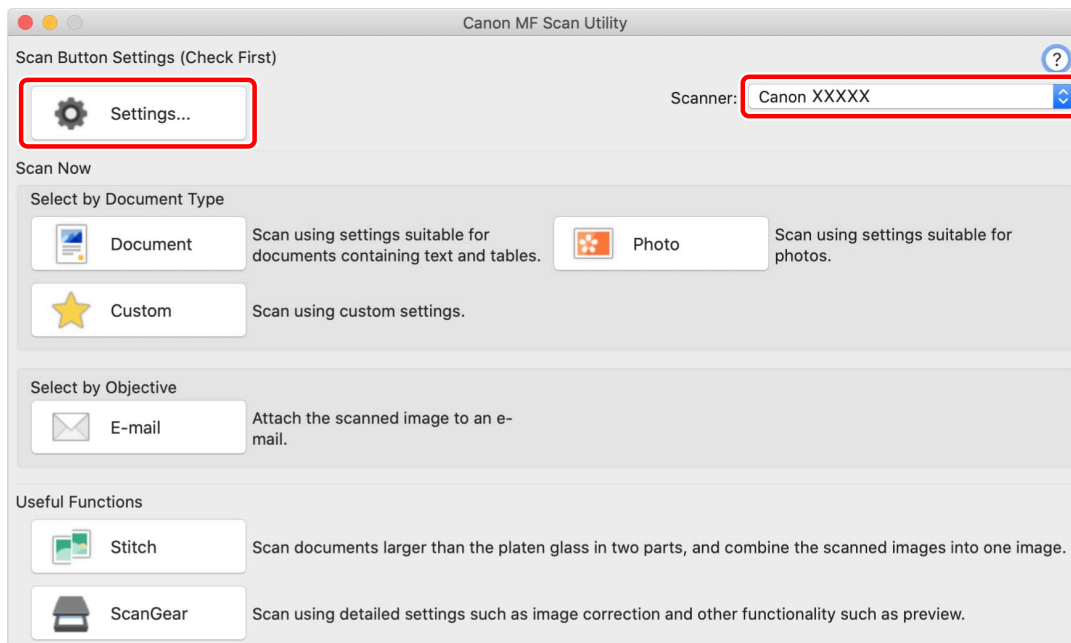 Canon MF Scan Utility
Scan Button Settings (Check First)
?
Settings...
Scanner: Canon XXXXX
Scan Now
Select by Document Type
Document
Scan using settings suitable for
documents containing text and tables.
Photo
Scan using settings suitable for
photos.
Custom
Scan using custom settings.
Select by Objective
E-mail
Attach the scanned image to an e-
mail.
Useful Functions
Stitch
Scan documents larger than the platen glass in two parts, and combine the scanned images into one image.
ScanGear
Scan using detailed settings such as image correction and other functionality such as preview.